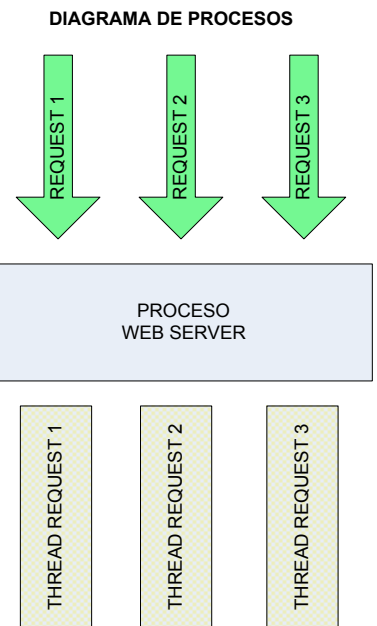 DIAGRAMA DE PROCESOS
REQUEST 1
REQUEST 2
REQUEST 3
PROCESO
WEB SERVER
THREAD REQUEST 1
THREAD REQUEST 2
THREAD REQUEST 3